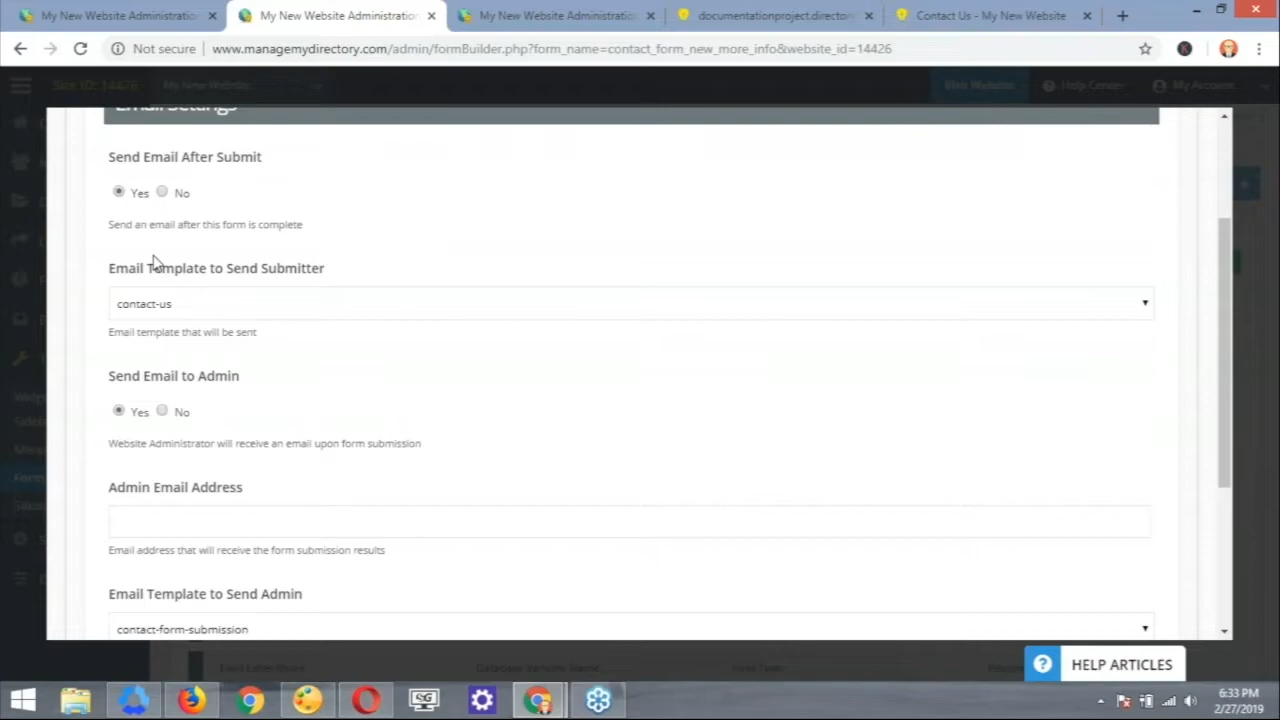 My New Website Administratio
My New Website Administratio
My New Website Administratio
documentationproject.director
Contact Us - My New Website
Not secure
www.managemydirectory.com/admin/formBuilder.php?form_name=contact_form_new_more_info&website_id=14426
My New Website
Visit Website
Help Center
My Account
Email Settings
Send Email After Submit
Yes
No
Send an email after this form is complete
Email Template to Send Submitter
contact-us
Email template that will be sent
Send Email to Admin
Yes
No
Website Administrator will receive an email upon form submission
Admin Email Address
Email address that will receive the form submission results
Email Template to Send Admin
contact-form-submission
Form
? HELP ARTICLES
SG
6:33 PM
2/27/2019